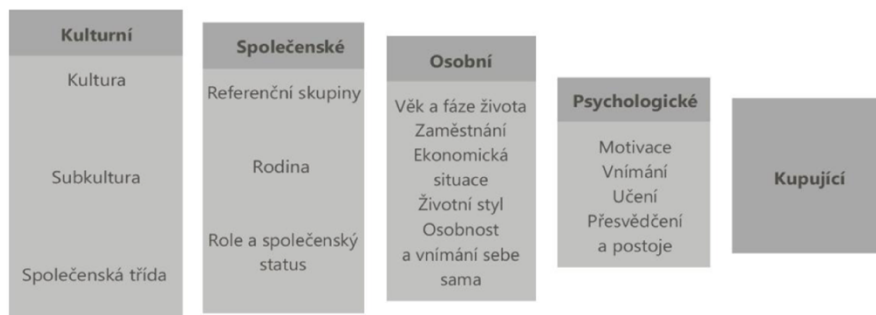 Kulturní
Kultura
Subkultura
Společenská třída
Společenské
Referenční skupiny
Rodina
Role a společenský
status
Osobní
Věk a fáze života
Zaměstnání
Ekonomická
situace
Životní styl
Osobnost
a vnímání sebe
sama
Psychologické
Motivace
Vnímání
Učení
Přesvědčení
a postoje
Kupující